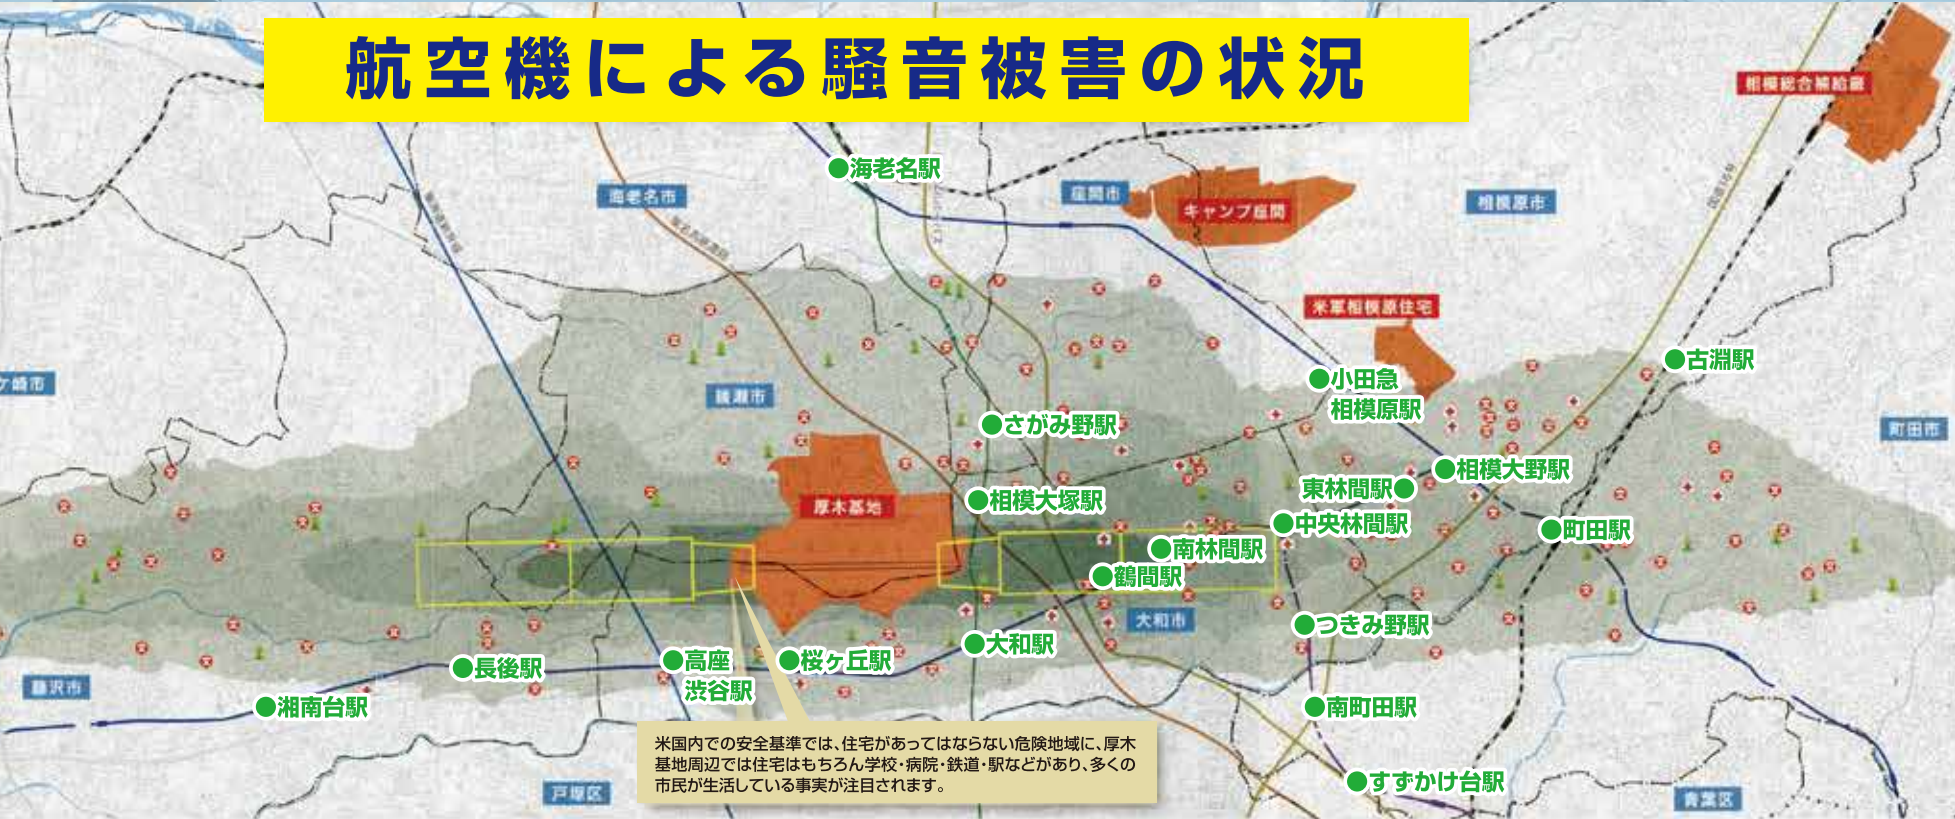 航空機による騒音被害の状況
相模総合補給廠
●海老名駅
海老名市
座間市
キャンプ座間
相模原市
米軍相模原住宅
●古淵駅
●小田急
相模原駅
ケ崎市
綾瀬市
●さがみ野駅
町田市
●相模大野駅
東林間駅●
厚木基地
●相模大塚駅
●中央林間駅
●町田駅
●南林間駅
●鶴間駅
大和市
●つきみ野駅
●大和駅
●長後駅
●高座
渋谷駅
●桜ヶ丘駅
藤沢市
●湘南台駅
●南町田駅
米国内での安全基準では、住宅があってはならない危険地域に、厚木
基地周辺では住宅はもちろん学校・病院・鉄道・駅などがあり、多くの
市民が生活している事実が注目されます。
●すずかけ台駅
戸塚区
青葉区